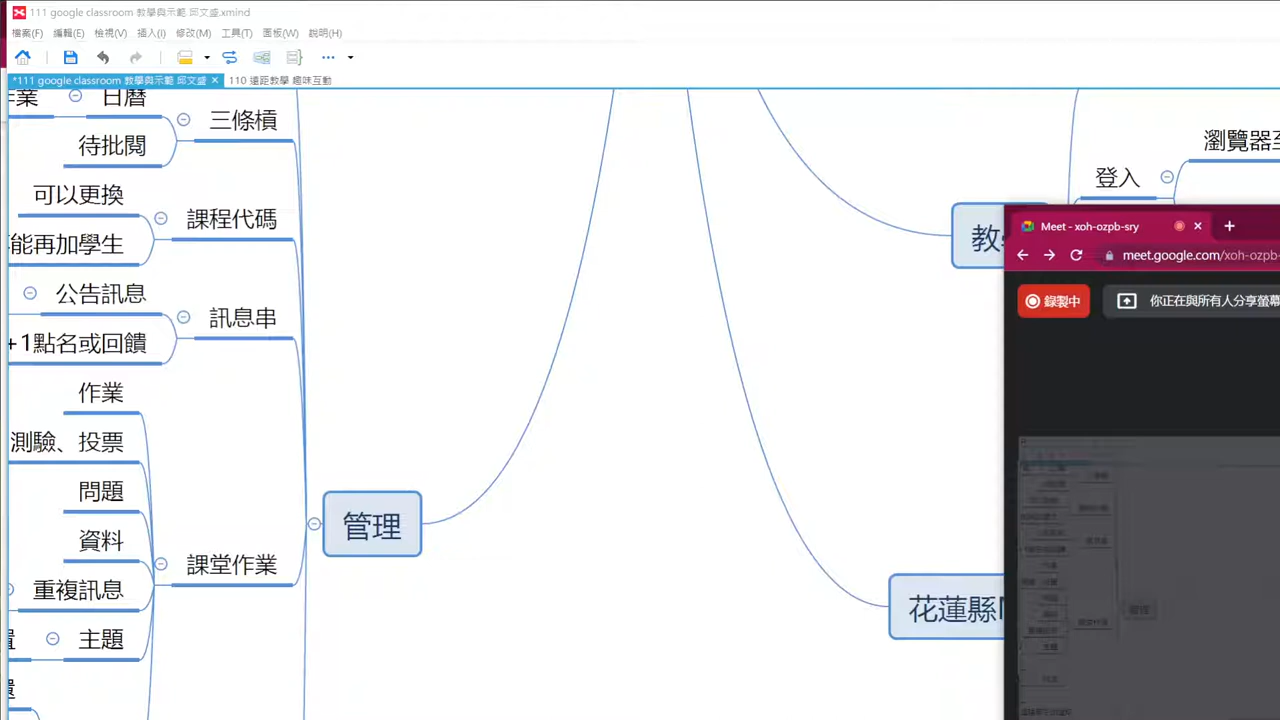 111 google classroom 教學與示範 邱文盛.xmind
檔案(F) 編輯(E) 檢視(V) 插入(I) 修改(M) 工具(T) 面板(W) 說明(H)
*111 google classroom 教學與示範 邱文盛 110 遠距教學 趣味互動
作業 日曆
三條槓
待批閱
可以更換
課程代碼
能再加學生
公告訊息
訊息串
+1點名或回饋
作業
測驗、投票
問題
資料
課堂作業
重複訊息
主題
管理
登入
瀏覽器至
花蓮縣
Meet - xoh-ozpb-sry
meet.google.com/xoh-ozpb-
錄製中
你正在與所有人分享螢幕